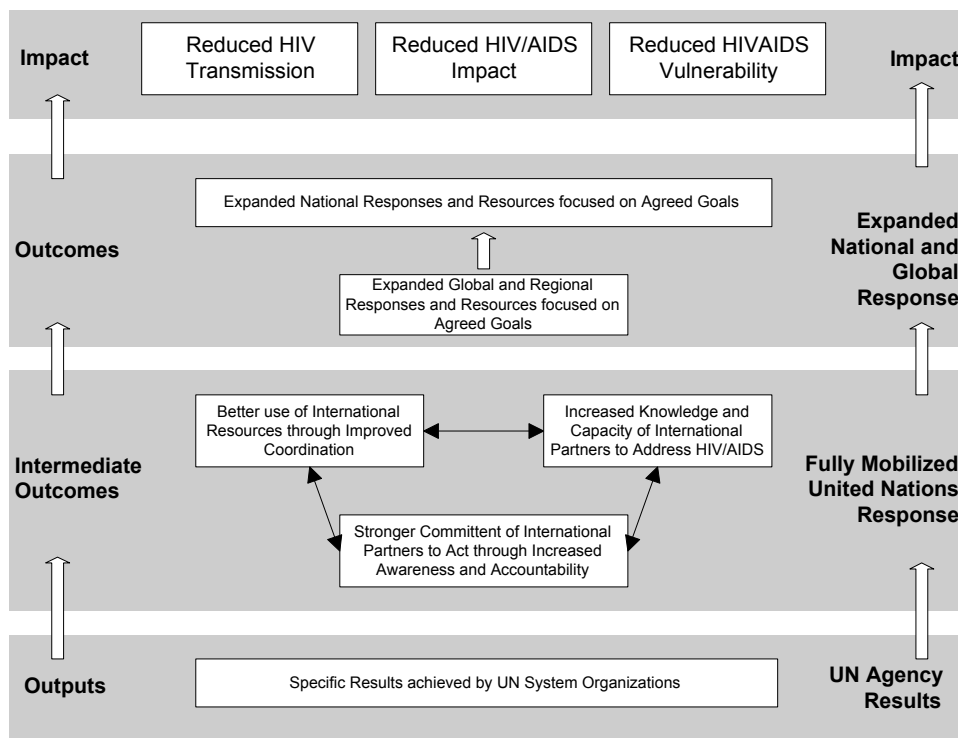 Impact
Reduced HIV
Transmission
Reduced HIV/AIDS
Impact
Reduced HIVAIDS
Vulnerability
Impact
Outcomes
Expanded National Responses and Resources focused on Agreed Goals
Expanded Global and Regional
Responses and Resources focused on
Agreed Goals
Expanded
National and
Global
Response
Intermediate
Outcomes
Better use of International
Resources through Improved
Coordination
Increased Knowledge and
Capacity of International
Partners to Address HIV/AIDS
Stronger Committent of International
Partners to Act through Increased
Awareness and Accountability
Fully Mobilized
United Nations
Response
Outputs
Specific Results achieved by UN System Organizations
UN Agency
Results